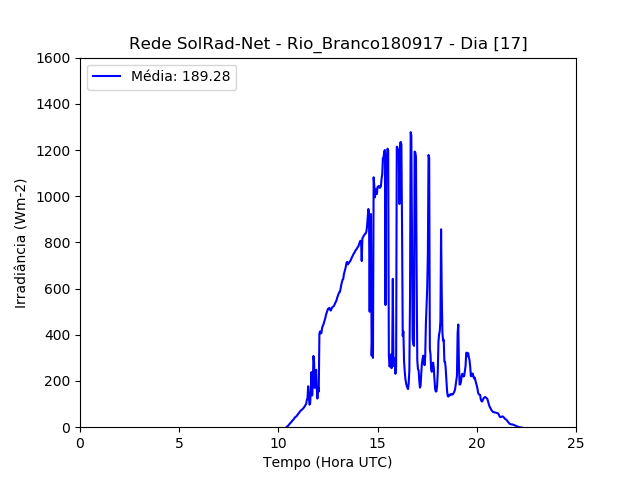 Rede SolRad-Net - Rio_Branco180917 - Dia [17]
Média: 189.28
Irradiância (Wm-2)
1600
1400
1200
1000
800
600
400
200
0
0 5 10 15 20 25
Tempo (Hora UTC)